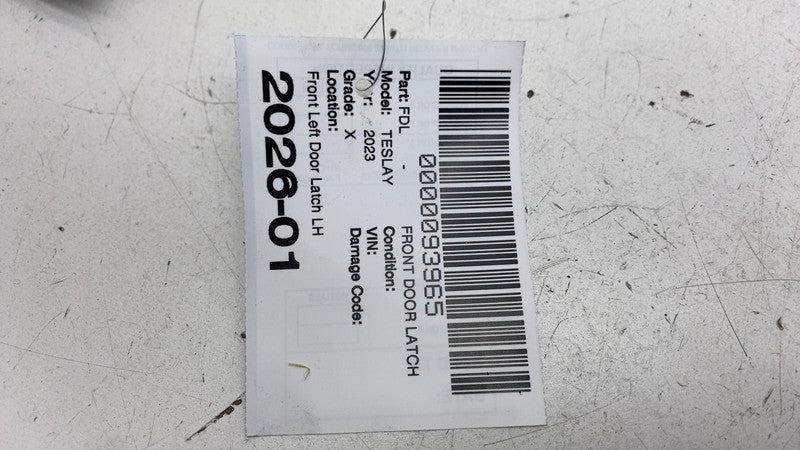 0000093965
Part: FDL - FRONT DOOR LATCH
Model: TESLAY Condition:
Year: 2023 VIN:
Grade: X Damage Code:
Location:
Front Left Door Latch LH
2026-01